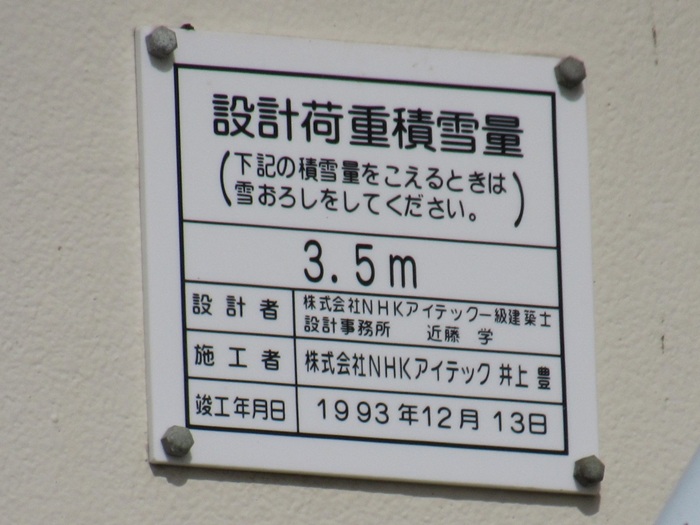 設計荷重積雪量
(下記の積雪量をこえるときは
雪おろしをしてください。)
3.5m
設計者 株式会社NHKアイテック一級建築士
設計事務所 近藤 学
施工者 株式会社NHKアイテック 井上 豊
竣工年月日 1993年12月13日